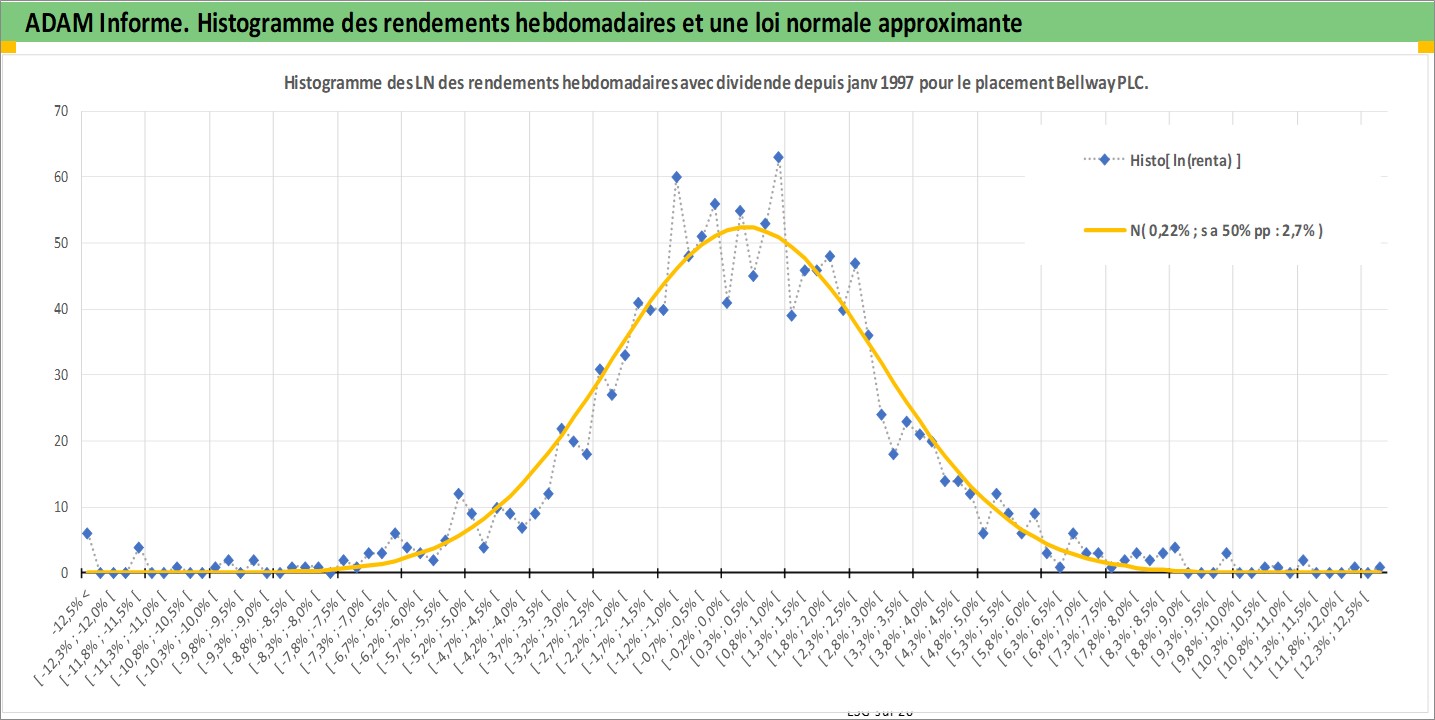 ADAM Informe. Histogramme des rendements hebdomadaires et une loi normale approximante
Histogramme des LN des rendements hebdomadaires avec dividende depuis janv 1997 pour le placement Bellway PLC.
70
60
50
40
30
20
10
0
Histo[ ln(renta) ]
N( 0,22% ; s a 50% pp : 2,7% )
-12,5% <
[ -12,3% ; -12,0% [
[ -11,8% ; -11,5% [
[ -11,3% ; -11,0% [
[ -10,8% ; -10,5% [
[ -10,3% ; -10,0% [
[ -9,8% ; -9,5% [
[ -9,3% ; -9,0% [
[ -8,8% ; -8,5% [
[ -8,3% ; -8,0% [
[ -7,8% ; -7,5% [
[ -7,3% ; -7,0% [
[ -6,7% ; -6,5% [
[ -6,2% ; -6,0% [
[ -5,7% ; -5,5% [
[ -5,2% ; -5,0% [
[ -4,7% ; -4,5% [
[ -4,2% ; -4,0% [
[ -3,7% ; -3,5% [
[ -3,2% ; -3,0% [
[ -2,7% ; -2,5% [
[ -2,2% ; -2,0% [
[ -1,7% ; -1,5% [
[ -1,2% ; -1,0% [
[ -0,7% ; -0,5% [
[ -0,2% ; 0,0% [
[ 0,3% ; 0,5% [
[ 0,8% ; 1,0% [
[ 1,3% ; 1,5% [
[ 1,8% ; 2,0% [
[ 2,3% ; 2,5% [
[ 2,8% ; 3,0% [
[ 3,3% ; 3,5% [
[ 3,8% ; 4,0% [
[ 4,3% ; 4,5% [
[ 4,8% ; 5,0% [
[ 5,3% ; 5,5% [
[ 5,8% ; 6,0% [
[ 6,3% ; 6,5% [
[ 6,8% ; 7,0% [
[ 7,3% ; 7,5% [
[ 7,8% ; 8,0% [
[ 8,3% ; 8,5% [
[ 8,8% ; 9,0% [
[ 9,3% ; 9,5% [
[ 9,8% ; 10,0% [
[ 10,3% ; 10,5% [
[ 10,8% ; 11,0% [
[ 11,3% ; 11,5% [
[ 11,8% ; 12,0% [
[ 12,3% ; 12,5% [